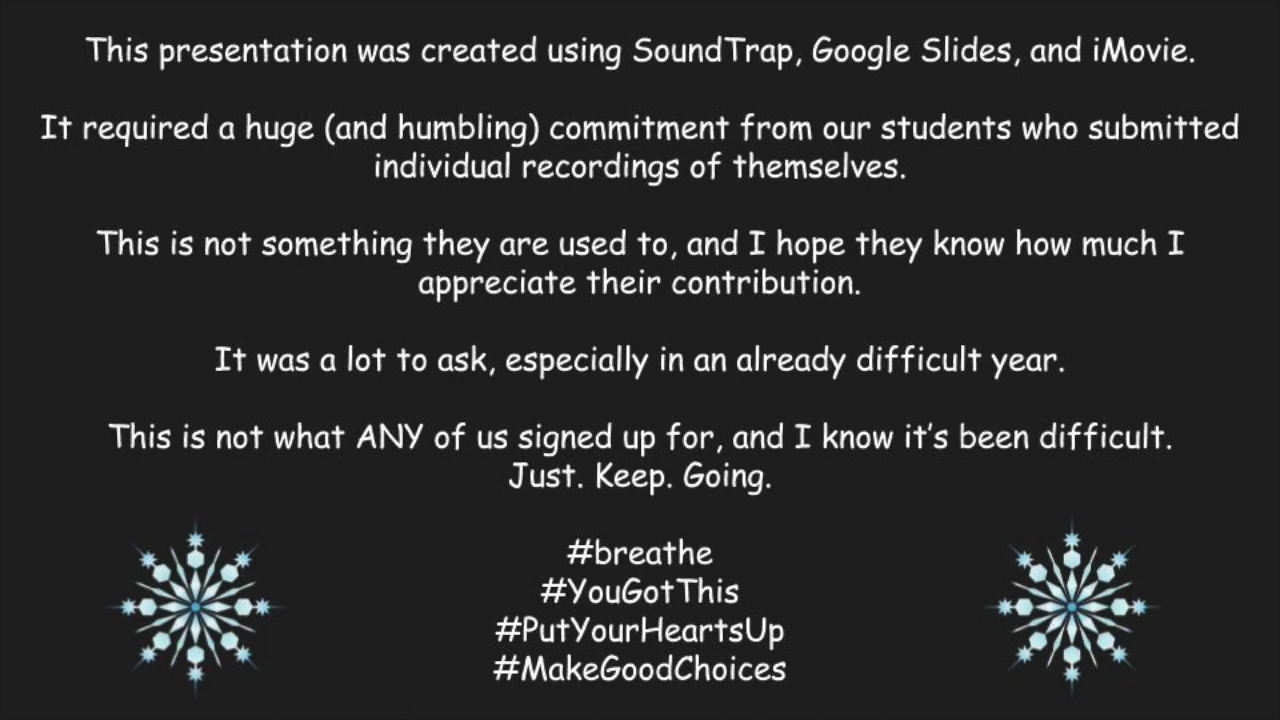 This presentation was created using SoundTrap, Google Slides, and iMovie.
It required a huge (and humbling) commitment from our students who submitted
individual recordings of themselves.
This is not something they are used to, and I hope they know how much I
appreciate their contribution.
It was a lot to ask, especially in an already difficult year.
This is not what ANY of us signed up for, and I know it's been difficult.
Just. Keep. Going.
#breathe
#YouGotThis
#PutYourHeartsUp
#MakeGoodChoices